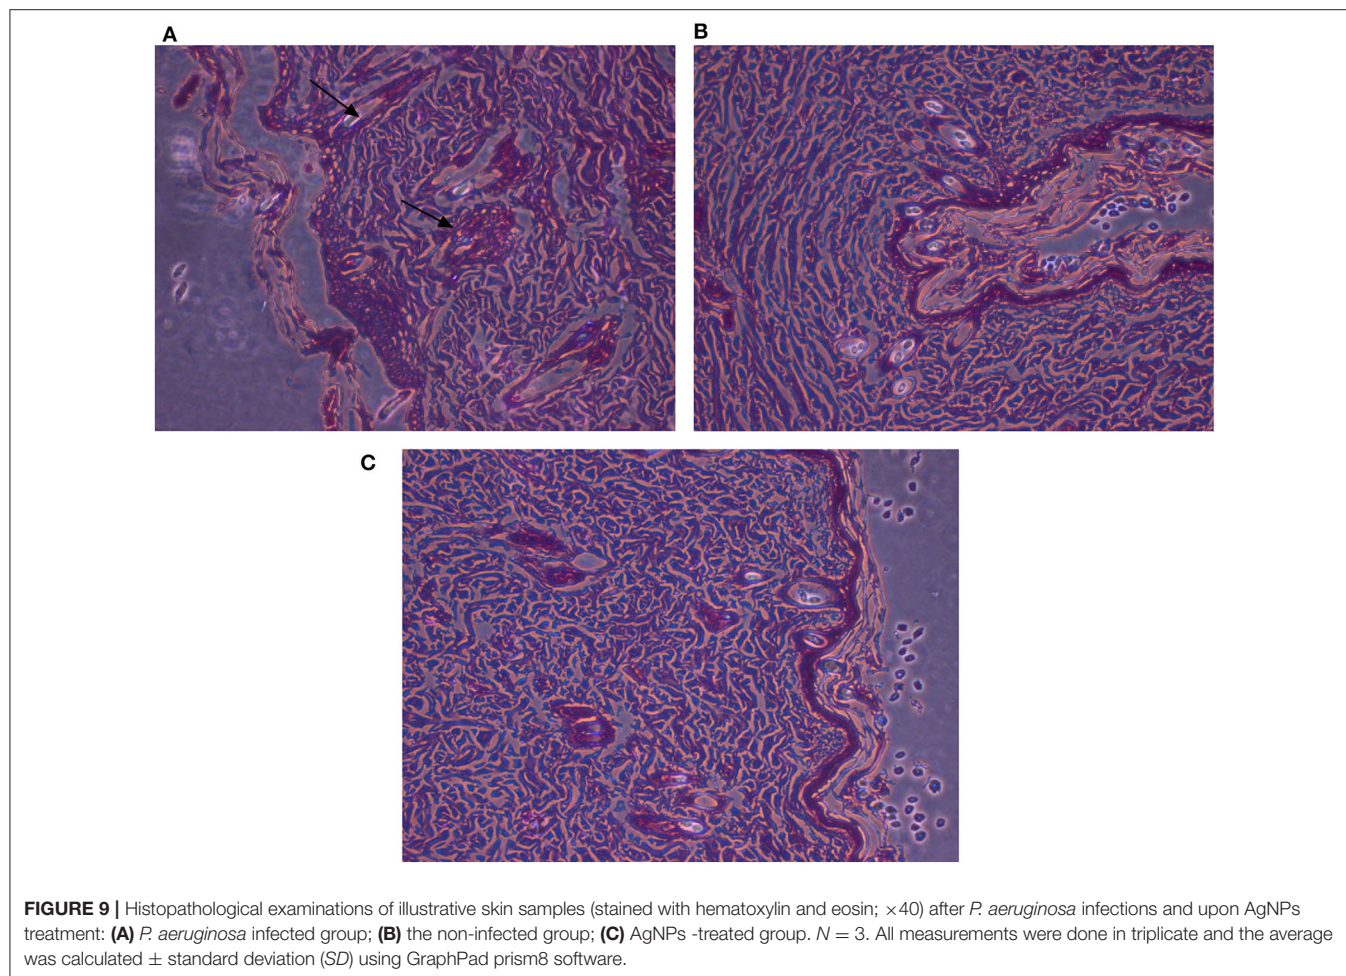 A
B
C
FIGURE 9 | Histopathological examinations of illustrative skin samples (stained with hematoxylin and eosin; ×40) after P. aeruginosa infections and upon AgNPs
treatment: (A) P. aeruginosa infected group; (B) the non-infected group; (C) AgNPs -treated group. N = 3. All measurements were done in triplicate and the average
was calculated ± standard deviation (SD) using GraphPad prism8 software.